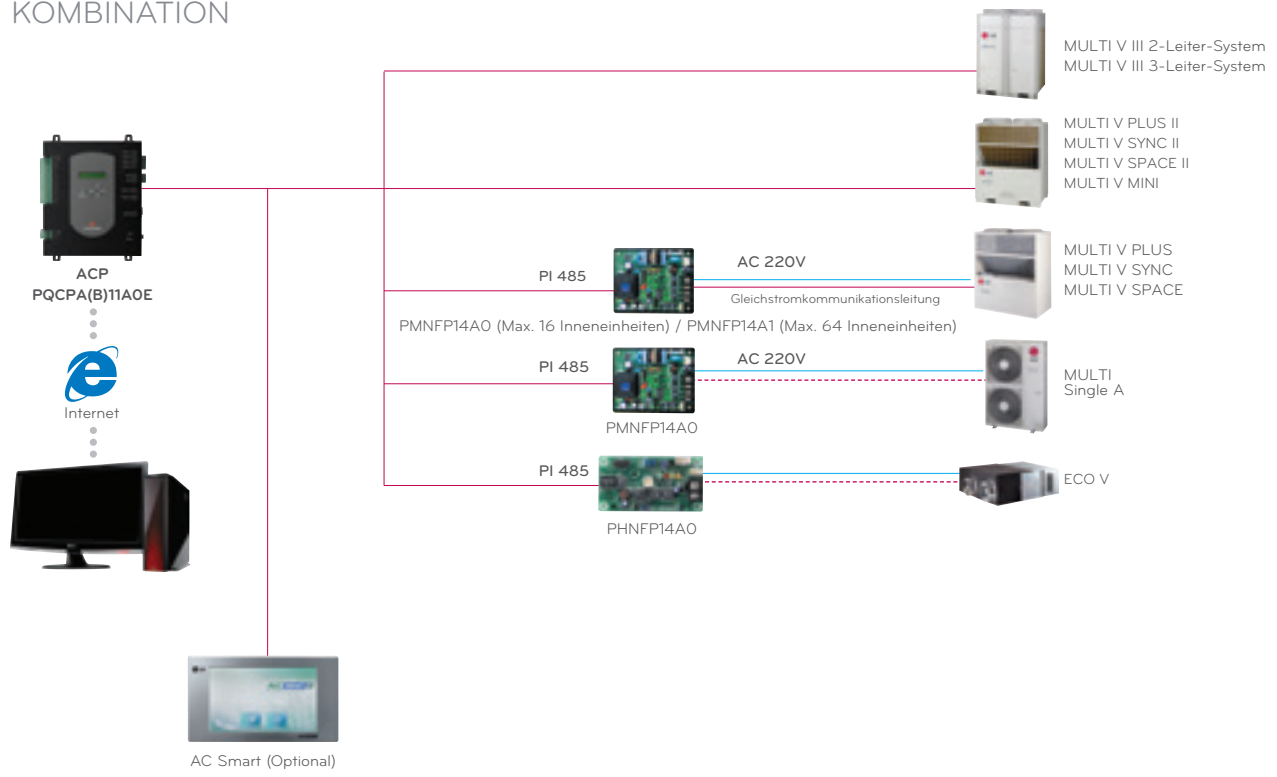 KOMBINATION
MULTI V III 2-Leiter-System
MULTI V III 3-Leiter-System
MULTI V PLUS II
MULTI V SYNC II
MULTI V SPACE II
MULTI V MINI
ACP
PQCPA(B)11A0E
PI 485
AC 220V
Gleichstromkommunikationsleitung
MULTI V PLUS
MULTI V SYNC
MULTI V SPACE
PMNFP14A0 (Max. 16 Inneneinheiten) / PMNFP14A1 (Max. 64 Inneneinheiten)
PI 485
AC 220V
MULTI
Single A
Internet
PMNFP14A0
PI 485
ECO V
PHNFP14A0
AC Smart (Optional)